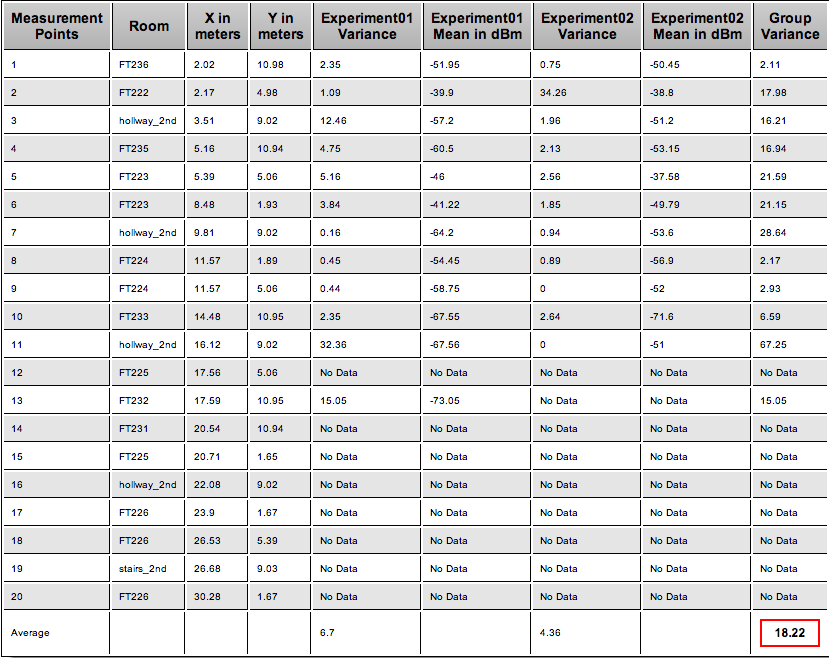 Measurement Points Room X in meters Y in meters Experiment01 Variance Experiment01 Mean in dBm Experiment02 Variance Experiment02 Mean in dBm Group Variance
1 FT236 2.02 10.98 2.35 -51.95 0.75 -50.45 2.11
2 FT222 2.17 4.98 1.09 -39.9 34.26 -38.8 17.98
3 hollway_2nd 3.51 9.02 12.46 -57.2 1.96 -51.2 16.21
4 FT235 5.16 10.94 4.75 -60.5 2.13 -53.15 16.94
5 FT223 5.39 5.06 5.16 -46 2.56 -37.58 21.59
6 FT223 8.48 1.93 3.84 -41.22 1.85 -49.79 21.15
7 hollway_2nd 9.81 9.02 0.16 -64.2 0.94 -53.6 28.64
8 FT224 11.57 1.89 0.45 -54.45 0.89 -56.9 2.17
9 FT224 11.57 5.06 0.44 -58.75 0 -52 2.93
10 FT233 14.48 10.95 2.35 -67.55 2.64 -71.6 6.59
11 hollway_2nd 16.12 9.02 32.36 -67.56 0 -51 67.25
12 FT225 17.56 5.06 No Data No Data No Data No Data No Data
13 FT232 17.59 10.95 15.05 -73.05 No Data No Data 15.05
14 FT231 20.54 10.94 No Data No Data No Data No Data No Data
15 FT225 20.71 1.65 No Data No Data No Data No Data No Data
16 hollway_2nd 22.08 9.02 No Data No Data No Data No Data No Data
17 FT226 23.9 1.67 No Data No Data No Data No Data No Data
18 FT226 26.53 5.39 No Data No Data No Data No Data No Data
19 stairs_2nd 26.68 9.03 No Data No Data No Data No Data No Data
20 FT226 30.28 1.67 No Data No Data No Data No Data No Data
Average 6.7 4.36 18.22